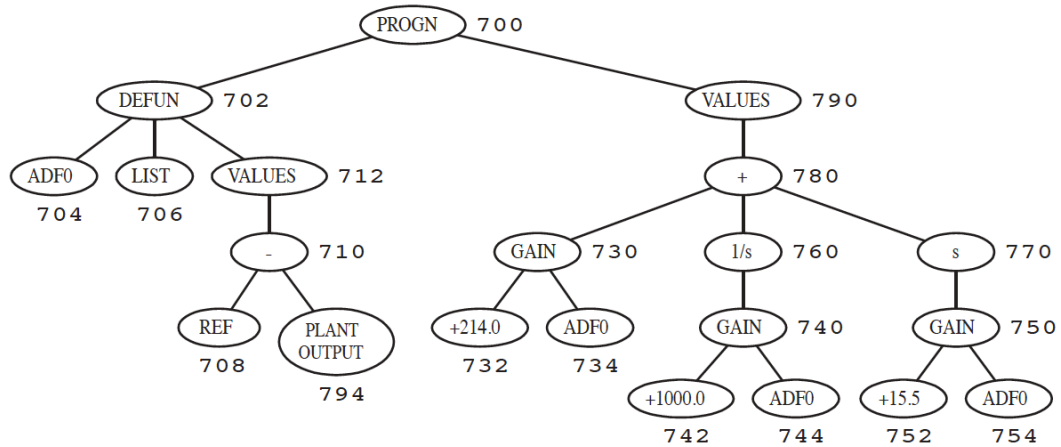 PROGN 700
DEFUN 702 VALUES 790
ADF0 LIST VALUES 712 + 780
704 706
- 710 GAIN 730 1/s 760 s 770
REF PLANT OUTPUT +214.0 ADF0 GAIN 740 GAIN 750
708 794 732 734
+1000.0 ADF0 +15.5 ADF0
742 744 752 754